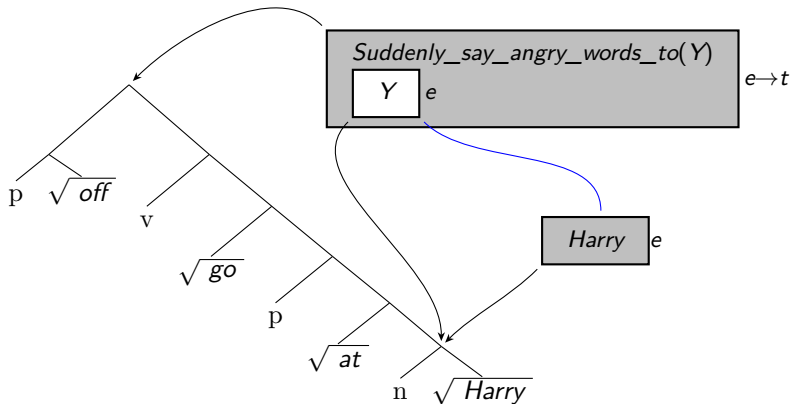 Suddenly_say_angry_words_to(Y)
Y e
e→t
p √off
v
√go
Harry e
p
√at
n √Harry